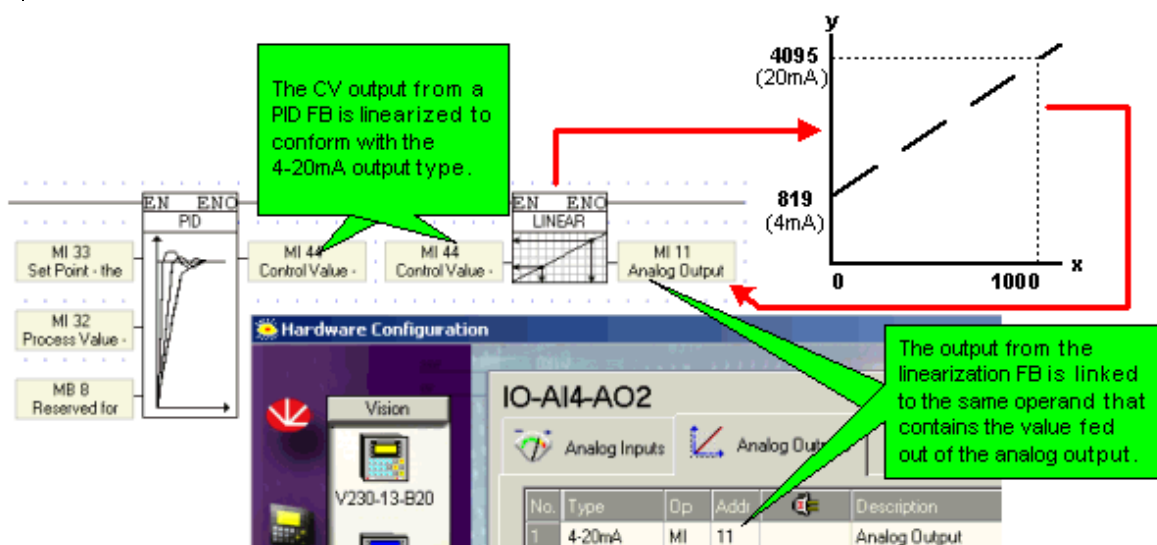 The CV output from a
PID FB is linearized to
conform with the
4-20mA output type.
y
4095
(20mA)
819
(4mA)
0
1000
x
EN ENO
PID
MI 33
Set Point - the
MI 32
Process Value -
MB 8
Reserved for
MI 44
Control Value -
MI 44
Control Value -
EN ENO
LINEAR
MI 11
Analog Output
Hardware Configuration
Vision
V230-13-B20
IO-AI4-AO2
Analog Inputs
Analog Outp
No. Type Op Addr Description
1 4-20mA MI 11 Analog Output
The output from the
linearization FB is linked
to the same operand that
contains the value fed
out of the analog output.